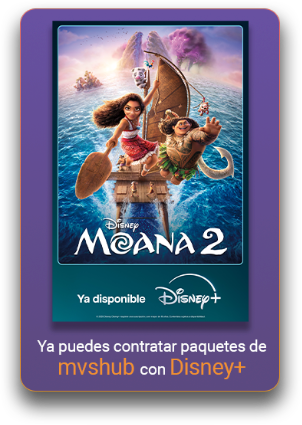 Disney
MOANA 2
Ya disponible Disney+
Ya puedes contratar paquetes de
mvshub con Disney+